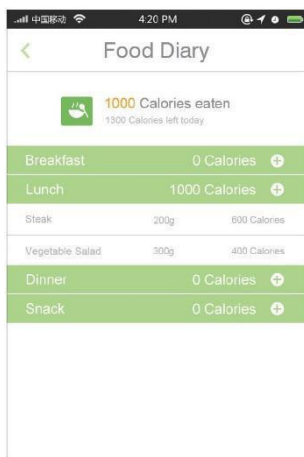 中国移动 4:20 PM
Food Diary
1000 Calories eaten
1300 Calories left today
Breakfast 0 Calories
Lunch 1000 Calories
Steak 200g 600 Calories
Vegetable Salad 300g 400 Calories
Dinner 0 Calories
Snack 0 Calories